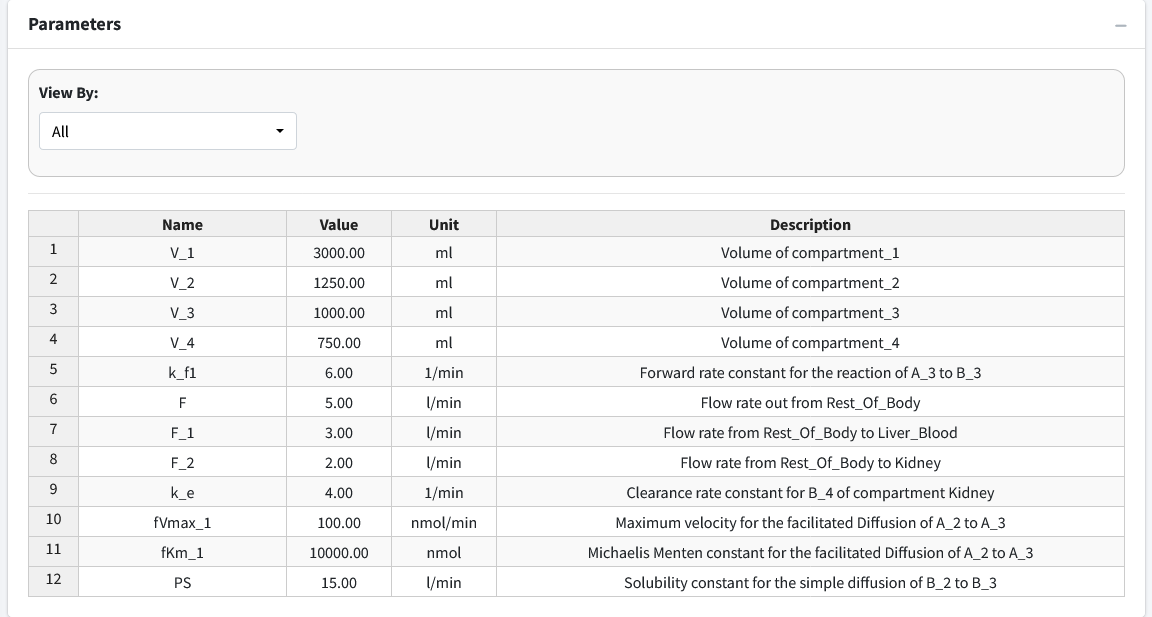 Parameters
View By:
All
Name Value Unit Description
1 V_1 3000.00 ml Volume of compartment_1
2 V_2 1250.00 ml Volume of compartment_2
3 V_3 1000.00 ml Volume of compartment_3
4 V_4 750.00 ml Volume of compartment_4
5 k_f1 6.00 1/min Forward rate constant for the reaction of A_3 to B_3
6 F 5.00 l/min Flow rate out from Rest_Of_Body
7 F_1 3.00 l/min Flow rate from Rest_Of_Body to Liver_Blood
8 F_2 2.00 l/min Flow rate from Rest_Of_Body to Kidney
9 k_e 4.00 1/min Clearance rate constant for B_4 of compartment Kidney
10 fVmax_1 100.00 nmol/min Maximum velocity for the facilitated Diffusion of A_2 to A_3
11 fKm_1 10000.00 nmol Michaelis Menten constant for the facilitated Diffusion of A_2 to A_3
12 PS 15.00 l/min Solubility constant for the simple diffusion of B_2 to B_3